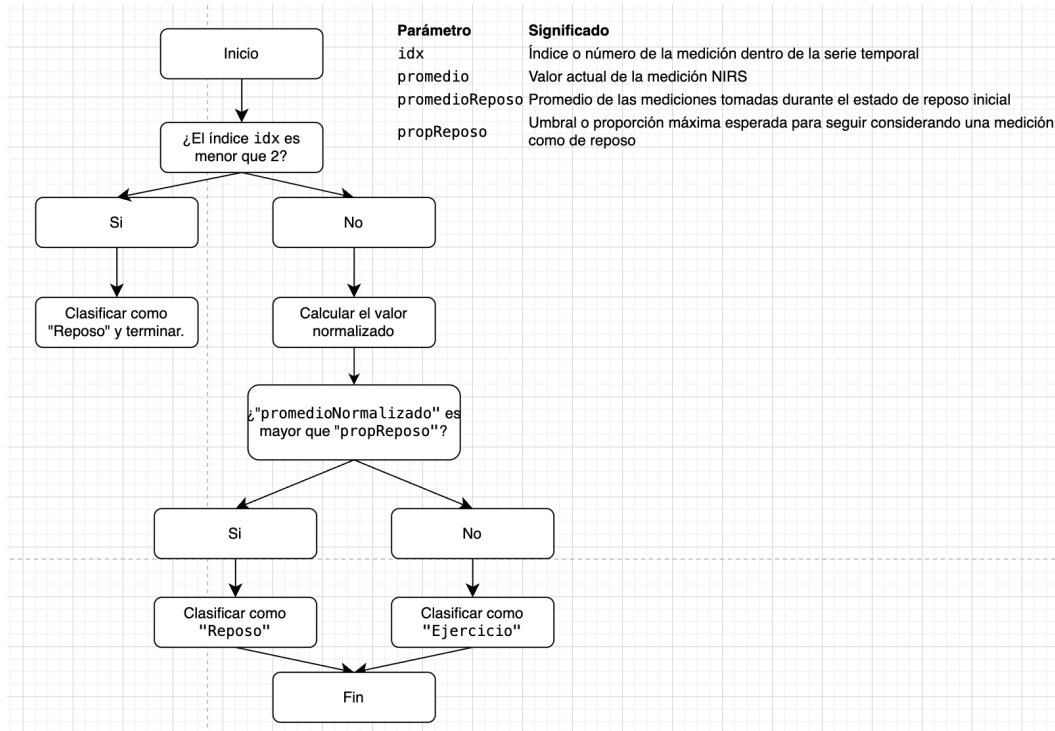 Inicio
Parámetro Significado
idx Índice o número de la medición dentro de la serie temporal
promedio Valor actual de la medición NIRS
promedioReposo Promedio de las mediciones tomadas durante el estado de reposo inicial
propReposo Umbral o proporción máxima esperada para seguir considerando una medición
como de reposo
¿El índice idx es
menor que 2?
Si
No
Clasificar como
"Reposo" y terminar.
Calcular el valor
normalizado
¿"promedioNormalizado" es
mayor que "propReposo"?
Si
No
Clasificar como
"Reposo"
Clasificar como
"Ejercicio"
Fin